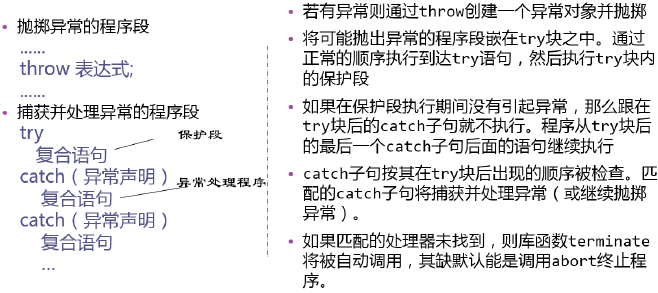 • 抛掷异常的程序段
……
throw 表达式;
……
• 捕获并处理异常的程序段
try
复合语句
保护段
catch（异常声明）
异常处理程序
复合语句
catch（异常声明）
复合语句
…
• 若有异常则通过throw创建一个异常对象并抛掷
• 将可能抛出异常的程序段嵌在try块之中。通过
正常的顺序执行到达try语句，然后执行try块内
的保护段
• 如果在保护段执行期间没有引起异常，那么跟在
try块后的catch子句就不执行。程序从try块后
的最后一个catch子句后面的语句继续执行
• catch子句按其在try块后出现的顺序被检查。匹
配的catch子句将捕获并处理异常（或继续抛掷
异常）。
• 如果匹配的处理器未找到，则库函数terminate
将被自动调用，其缺默认能是调用abort终止程
序。